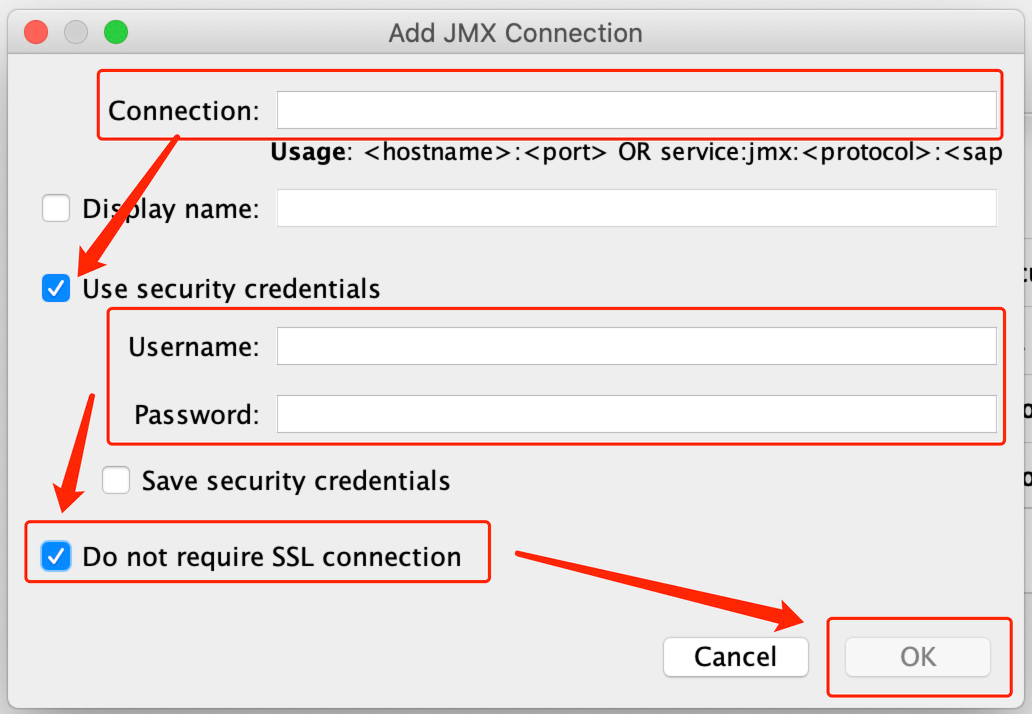 Add JMX Connection
Connection:
Usage: <hostname>:<port> OR service:jmx:<protocol>:<sap
Display name:
Use security credentials
Username:
Password:
Save security credentials
Do not require SSL connection
Cancel OK